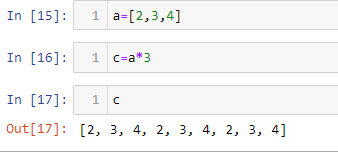 In [15]: 1 a=[2,3,4]
In [16]: 1 c=a*3
In [17]: 1 c
Out[17]: [2, 3, 4, 2, 3, 4, 2, 3, 4]